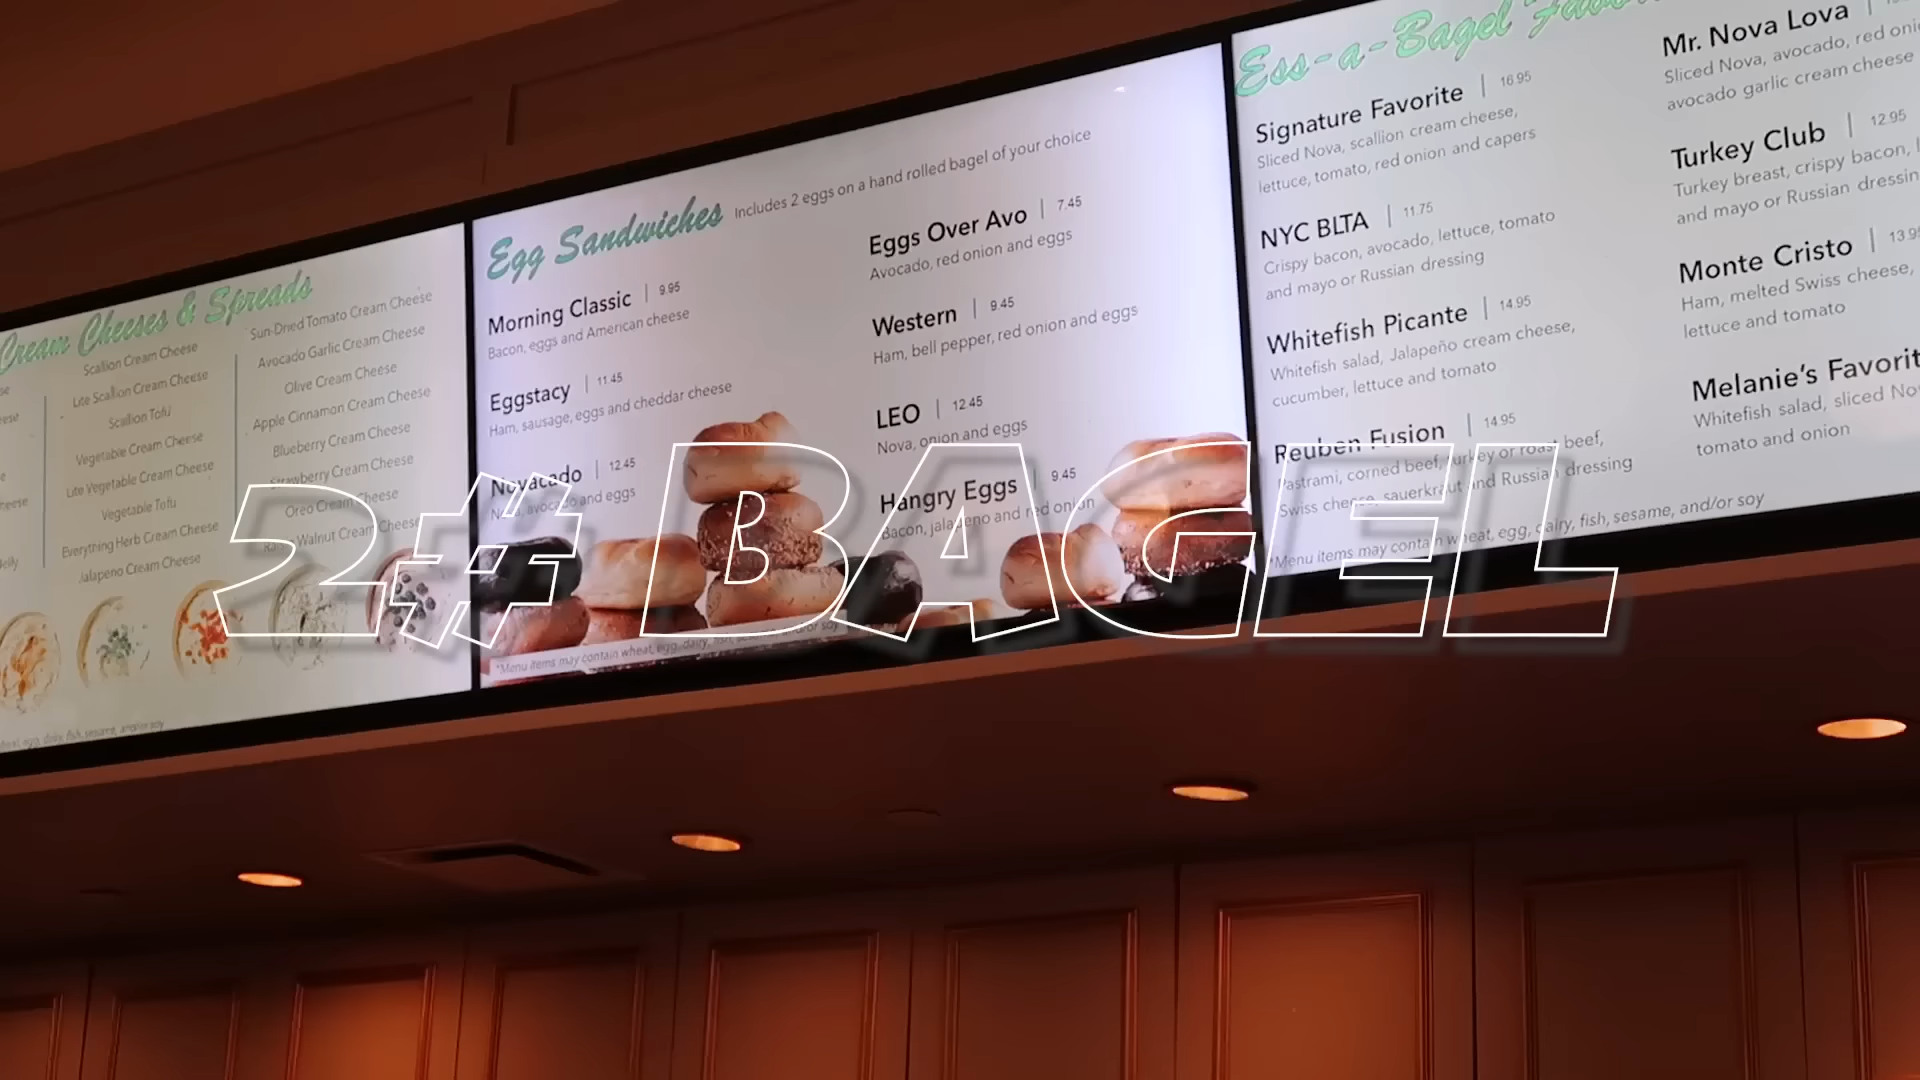 Cream Cheeses & Spreads
Scallion Cream Cheese
Lite Scallion Cream Cheese
Scallion Tofu
Vegetable Cream Cheese
Lite Vegetable Cream Cheese
Vegetable Tofu
Everything Herb Cream Cheese
Jalapeno Cream Cheese
Sun-Dried Tomato Cream Cheese
Avocado Garlic Cream Cheese
Olive Cream Cheese
Apple Cinnamon Cream Cheese
Blueberry Cream Cheese
Strawberry Cream Cheese
Oreo Cream Cheese
Walnut Cream Cheese
Egg Sandwiches Includes 2 eggs on a hand rolled bagel of your choice
Morning Classic | 9.95
Bacon, eggs and American cheese
Eggstacy | 11.45
Ham, sausage, eggs and cheddar cheese
Novacado | 12.45
Nova, avocado and eggs
Eggs Over Avo | 7.45
Avocado, red onion and eggs
Western | 9.45
Ham, bell pepper, red onion and eggs
LEO | 12.45
Nova, onion and eggs
Hangry Eggs | 9.45
Bacon, jalapeno and red onion
*Menu items may contain wheat, egg, dairy, fish, sesame, and/or soy
Ess-a-Bagel
Signature Favorite | 16.95
Sliced Nova, scallion cream cheese,
lettuce, tomato, red onion and capers
NYC BLTA | 11.75
Crispy bacon, avocado, lettuce, tomato
and mayo or Russian dressing
Whitefish Picante | 14.95
Whitefish salad, Jalapeño cream cheese,
cucumber, lettuce and tomato
Reuben Fusion | 14.95
Pastrami, corned beef, turkey or roast beef,
Swiss cheese, sauerkraut and Russian dressing
*Menu items may contain wheat, egg, dairy, fish, sesame, and/or soy
Mr. Nova Lova |
Sliced Nova, avocado, red
avocado garlic cream cheese
Turkey Club | 12.95
Turkey breast, crispy bacon,
and mayo or Russian
Monte Cristo |
Ham, melted Swiss cheese,
lettuce and tomato
Melanie's
Whitefish salad, sliced
tomato and onion
2# BAGEL